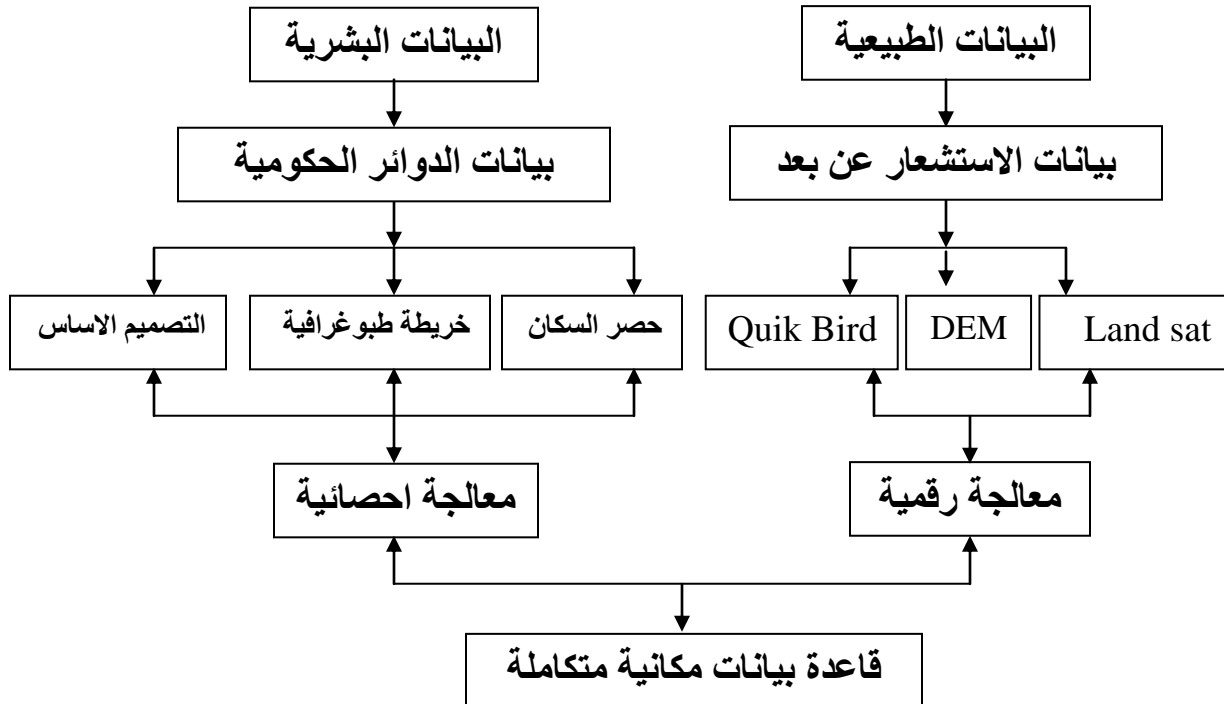 البيانات الطبيعية
البيانات البشرية
بيانات الاستشعار عن بعد
بيانات الدوائر الحكومية
Land sat
DEM
Quik Bird
حصر السكان
خريطة طبوغرافية
التصميم الاساس
معالجة رقمية
معالجة احصائية
قاعدة بيانات مكانية متكاملة